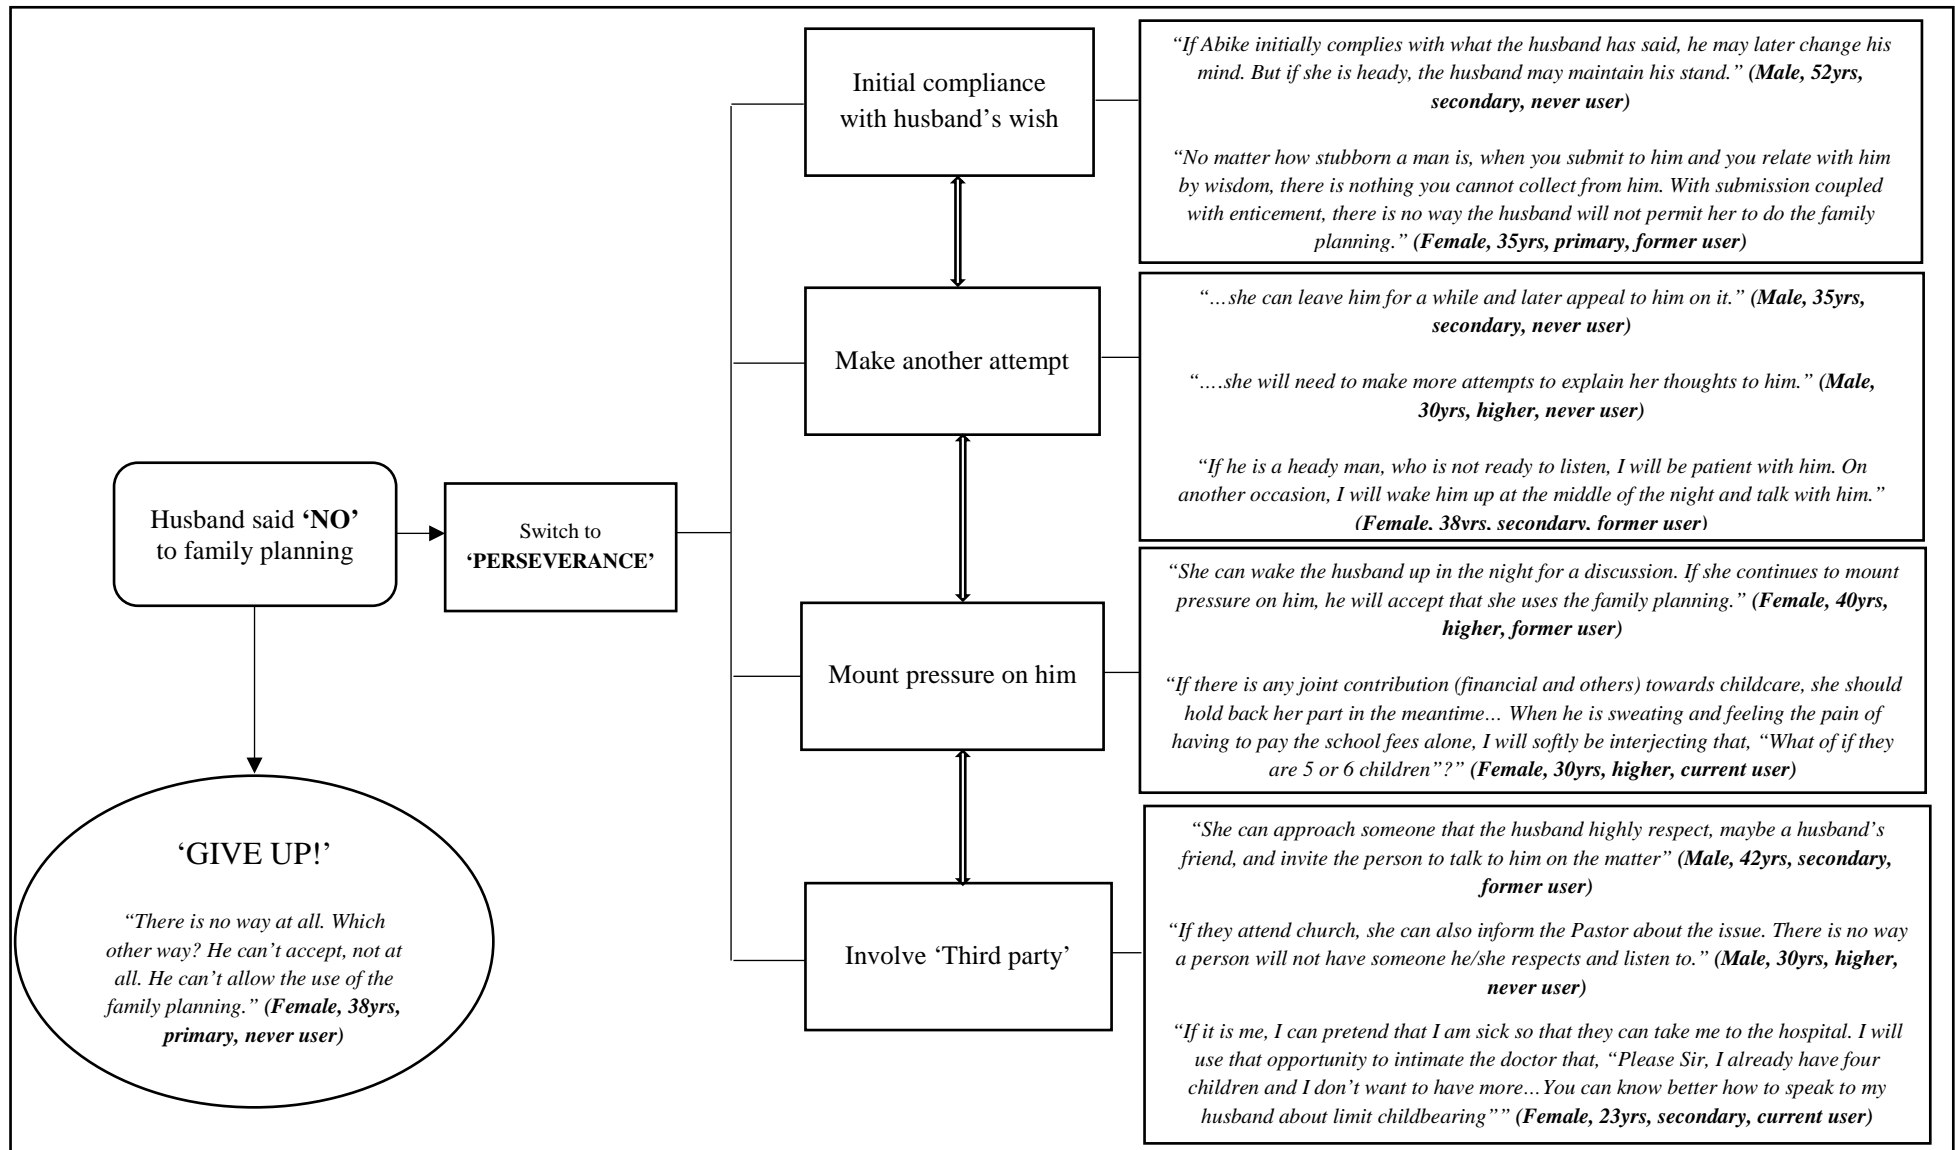 Husband said ‘NO’
to family planning
‘GIVE UP!’
“There is no way at all. Which
other way? He can’t accept, not at
all. He can’t allow the use of the
family planning.” (Female, 38yrs,
primary, never user)
Switch to
‘PERSEVERANCE’
Initial compliance
with husband’s wish
“If Abike initially complies with what the husband has said, he may later change his
mind. But if she is heady, the husband may maintain his stand.” (Male, 52yrs,
secondary, never user)
“No matter how stubborn a man is, when you submit to him and you relate with him
by wisdom, there is nothing you cannot collect from him. With submission coupled
with enticement, there is no way the husband will not permit her to do the family
planning.” (Female, 35yrs, primary, former user)
Make another attempt
“…she can leave him for a while and later appeal to him on it.” (Male, 35yrs,
secondary, never user)
“….she will need to make more attempts to explain her thoughts to him.” (Male,
30yrs, higher, never user)
“If he is a heady man, who is not ready to listen, I will be patient with him. On
another occasion, I will wake him up at the middle of the night and talk with him.”
(Female, 38yrs, secondary, former user)
Mount pressure on him
“She can wake the husband up in the night for a discussion. If she continues to mount
pressure on him, he will accept that she uses the family planning.” (Female, 40yrs,
higher, former user)
“If there is any joint contribution (financial and others) towards childcare, she should
hold back her part in the meantime… When he is sweating and feeling the pain of
having to pay the school fees alone, I will softly be interjecting that, “What of if they
are 5 or 6 children”?” (Female, 30yrs, higher, current user)
Involve ‘Third party’
“She can approach someone that the husband highly respect, maybe a husband’s
friend, and invite the person to talk to him on the matter” (Male, 42yrs, secondary,
former user)
“If they attend church, she can also inform the Pastor about the issue. There is no way
a person will not have someone he/she respects and listen to.” (Male, 30yrs, higher,
never user)
“If it is me, I can pretend that I am sick so that they can take me to the hospital. I will
use that opportunity to intimate the doctor that, “Please Sir, I already have four
children and I don’t want to have more…You can know better how to speak to my
husband about limit childbearing”” (Female, 23yrs, secondary, current user)